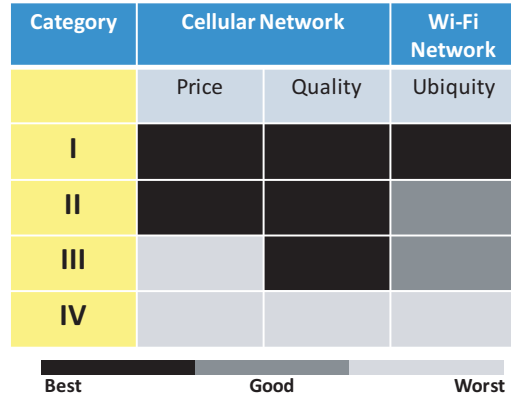 Category Cellular Network Wi-Fi
Network
Price Quality Ubiquity
I
II
III
IV
Best Good Worst